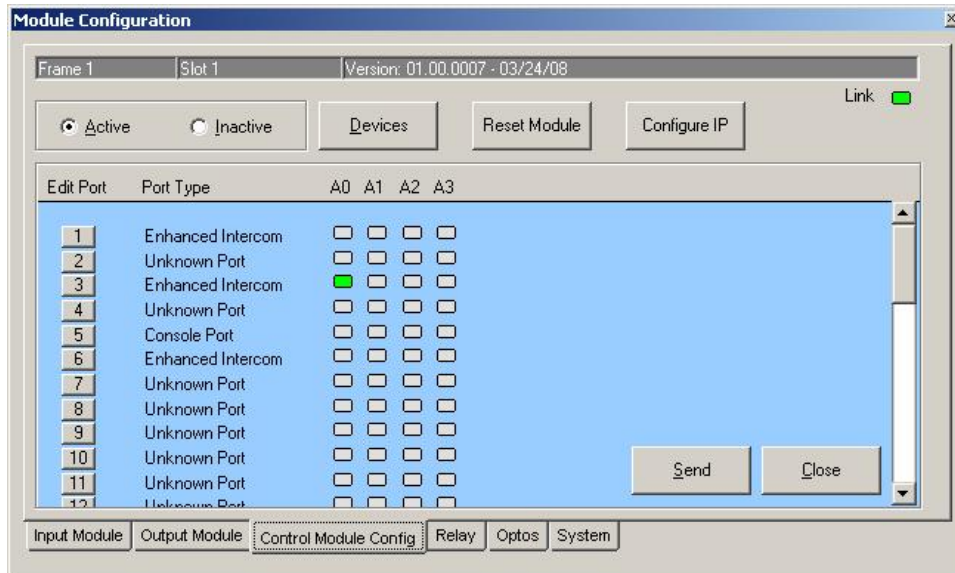 Module Configuration
Frame 1 Slot 1 Version: 01.00.0007 - 03/24/08
Link
Active Inactive Devices Reset Module Configure IP
Edit Port Port Type A0 A1 A2 A3
1 Enhanced Intercom
2 Unknown Port
3 Enhanced Intercom
4 Unknown Port
5 Console Port
6 Enhanced Intercom
7 Unknown Port
8 Unknown Port
9 Unknown Port
10 Unknown Port
11 Unknown Port
12 Unknown Port
Send Close
Input Module Output Module Control Module Config Relay Optos System